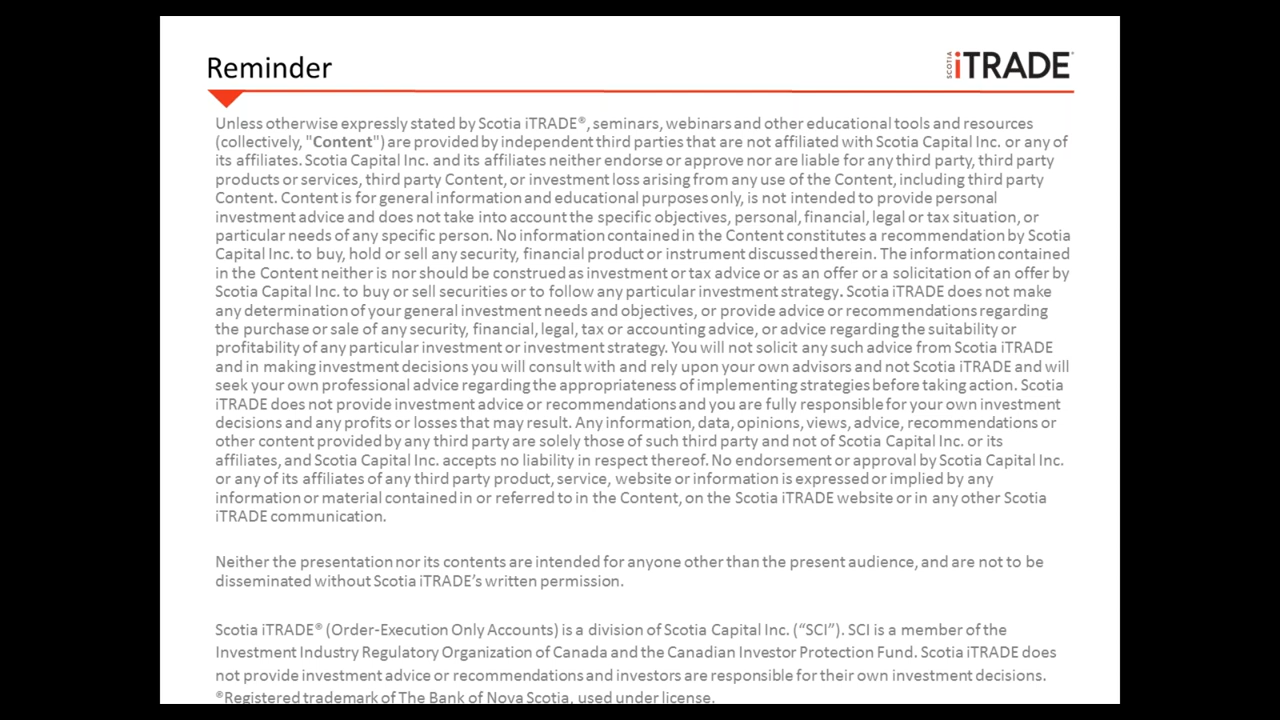 Reminder
SCOTIA iTRADE®
Unless otherwise expressly stated by Scotia iTRADE®, seminars, webinars and other educational tools and resources
(collectively, "Content") are provided by independent third parties that are not affiliated with Scotia Capital Inc. or any of
its affiliates. Scotia Capital Inc. and its affiliates neither endorse or approve nor are liable for any third party, third party
products or services, third party Content, or investment loss arising from any use of the Content, including third party
Content. Content is for general information and educational purposes only, is not intended to provide personal
investment advice and does not take into account the specific objectives, personal, financial, legal or tax situation, or
particular needs of any specific person. No information contained in the Content constitutes a recommendation by Scotia
Capital Inc. to buy, hold or sell any security, financial product or instrument discussed therein. The information contained
in the Content neither is nor should be construed as investment or tax advice or as an offer or a solicitation of an offer by
Scotia Capital Inc. to buy or sell securities or to follow any particular investment strategy. Scotia iTRADE does not make
any determination of your general investment needs and objectives, or provide advice or recommendations regarding
the purchase or sale of any security, financial, legal, tax or accounting advice, or advice regarding the suitability or
profitability of any particular investment or investment strategy. You will not solicit any such advice from Scotia iTRADE
and in making investment decisions you will consult with and rely upon your own advisors and not Scotia iTRADE and will
seek your own professional advice regarding the appropriateness of implementing strategies before taking action. Scotia
iTRADE does not provide investment advice or recommendations and you are fully responsible for your own investment
decisions and any profits or losses that may result. Any information, data, opinions, views, advice, recommendations or
other content provided by any third party are solely those of such third party and not of Scotia Capital Inc. or its
affiliates, and Scotia Capital Inc. accepts no liability in respect thereof. No endorsement or approval by Scotia Capital Inc.
or any of its affiliates of any third party product, service, website or information is expressed or implied by any
information or material contained in or referred to in the Content, on the Scotia iTRADE website or in any other Scotia
iTRADE communication.
Neither the presentation nor its contents are intended for anyone other than the present audience, and are not to be
disseminated without Scotia iTRADE’s written permission.
Scotia iTRADE® (Order-Execution Only Accounts) is a division of Scotia Capital Inc. (“SCI”). SCI is a member of the
Investment Industry Regulatory Organization of Canada and the Canadian Investor Protection Fund. Scotia iTRADE does
not provide investment advice or recommendations and investors are responsible for their own investment decisions.
®Registered trademark of The Bank of Nova Scotia, used under license.